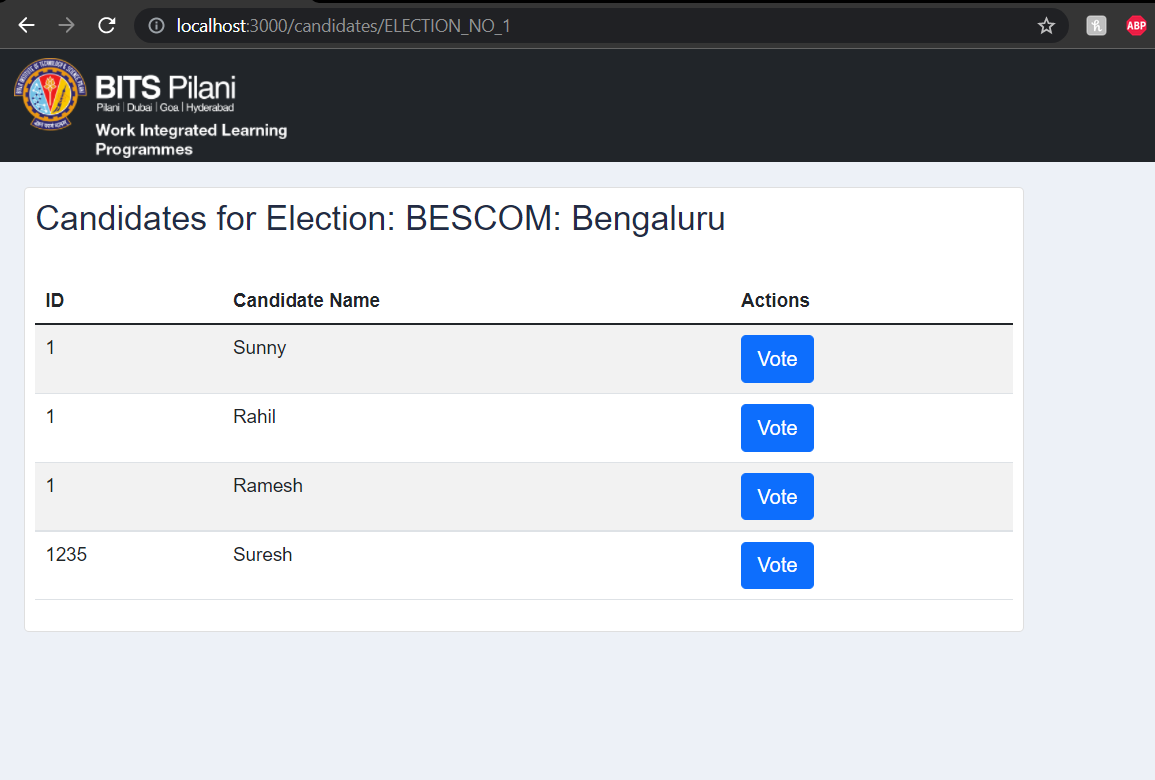 localhost:3000/candidates/ELECTION_NO_1
ABP
BITS Pilani
Pilani | Dubai | Goa | Hyderabad
Work Integrated Learning
Programmes
Candidates for Election: BESCOM: Bengaluru
ID Candidate Name Actions
1 Sunny Vote
1 Rahil Vote
1 Ramesh Vote
1235 Suresh Vote